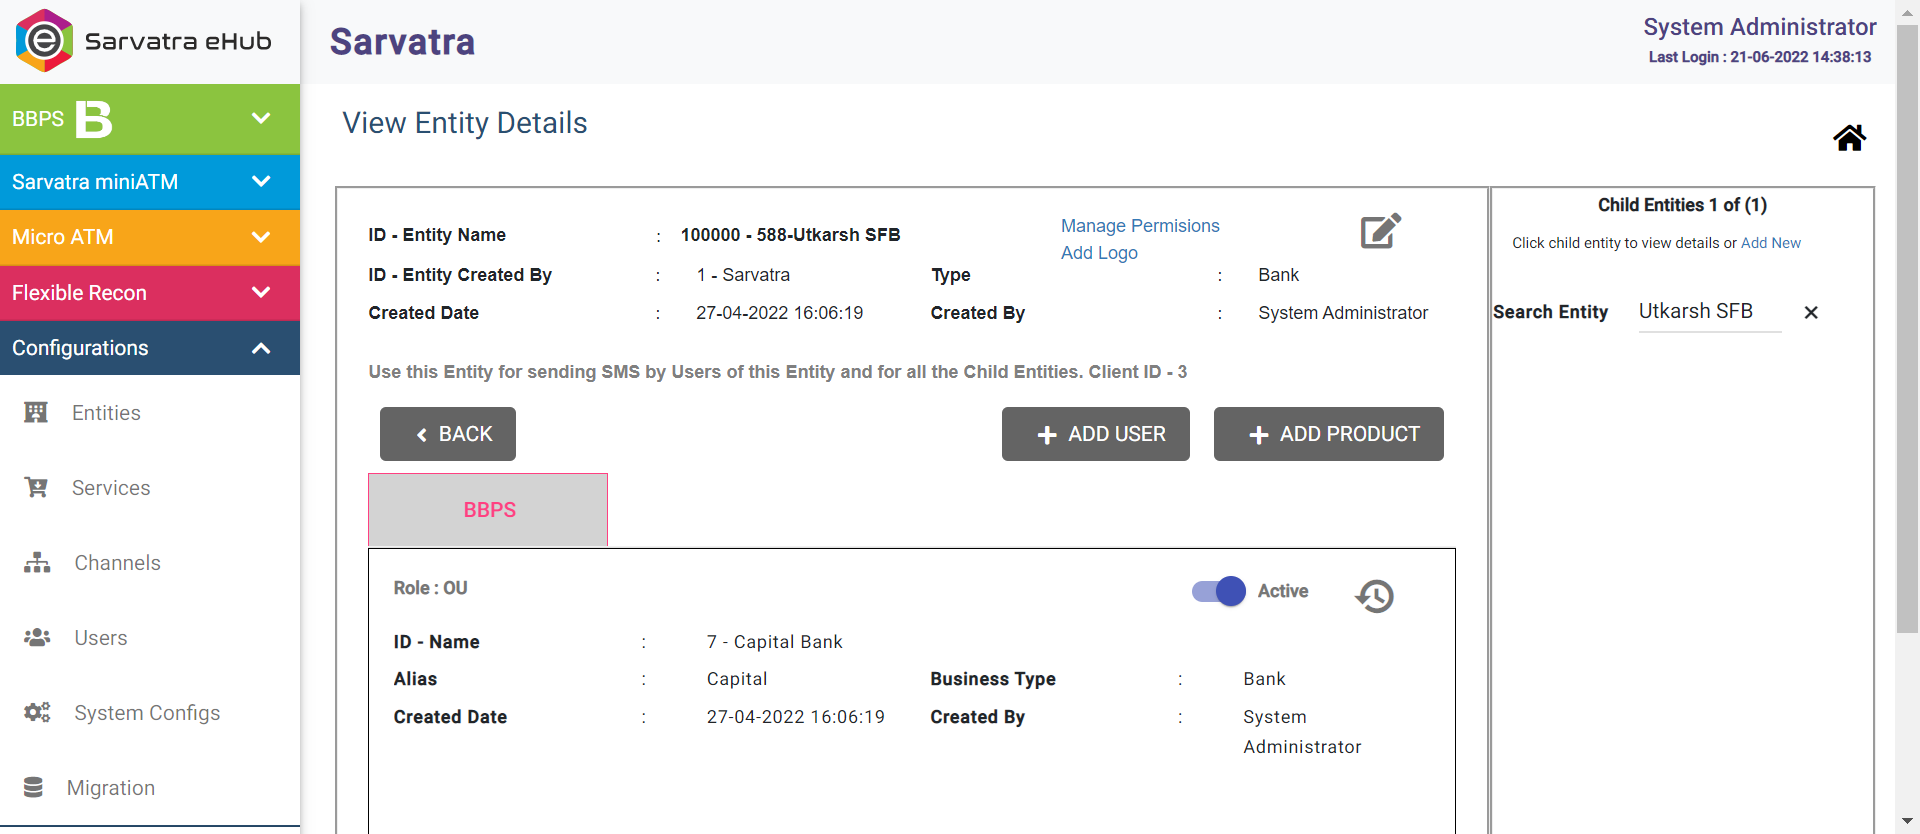 Sarvatra eHub
Sarvatra
System Administrator
Last Login : 21-06-2022 14:38:13
BBPS B
Sarvatra miniATM
Micro ATM
Flexible Recon
Configurations
Entities
Services
Channels
Users
System Configs
Migration
View Entity Details
ID - Entity Name : 100000 - 588-Utkarsh SFB
Manage Permisions
Add Logo
ID - Entity Created By : 1 - Sarvatra Type : Bank
Created Date : 27-04-2022 16:06:19 Created By : System Administrator
Use this Entity for sending SMS by Users of this Entity and for all the Child Entities. Client ID - 3
BACK
ADD USER
ADD PRODUCT
BBPS
Role : OU Active
ID - Name : 7 - Capital Bank
Alias : Capital Business Type : Bank
Created Date : 27-04-2022 16:06:19 Created By : System
Administrator
Child Entities 1 of (1)
Click child entity to view details or Add New
Search Entity Utkarsh SFB